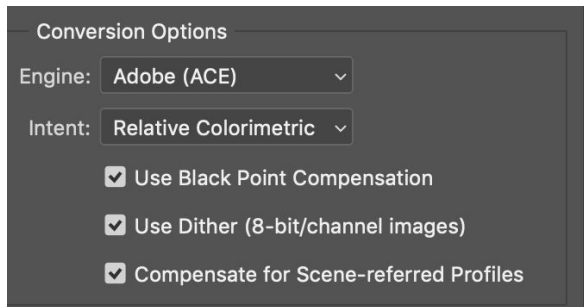 Conversion Options
Engine: Adobe (ACE)
Intent: Relative Colorimetric
Use Black Point Compensation
Use Dither (8-bit/channel images)
Compensate for Scene-referred Profiles